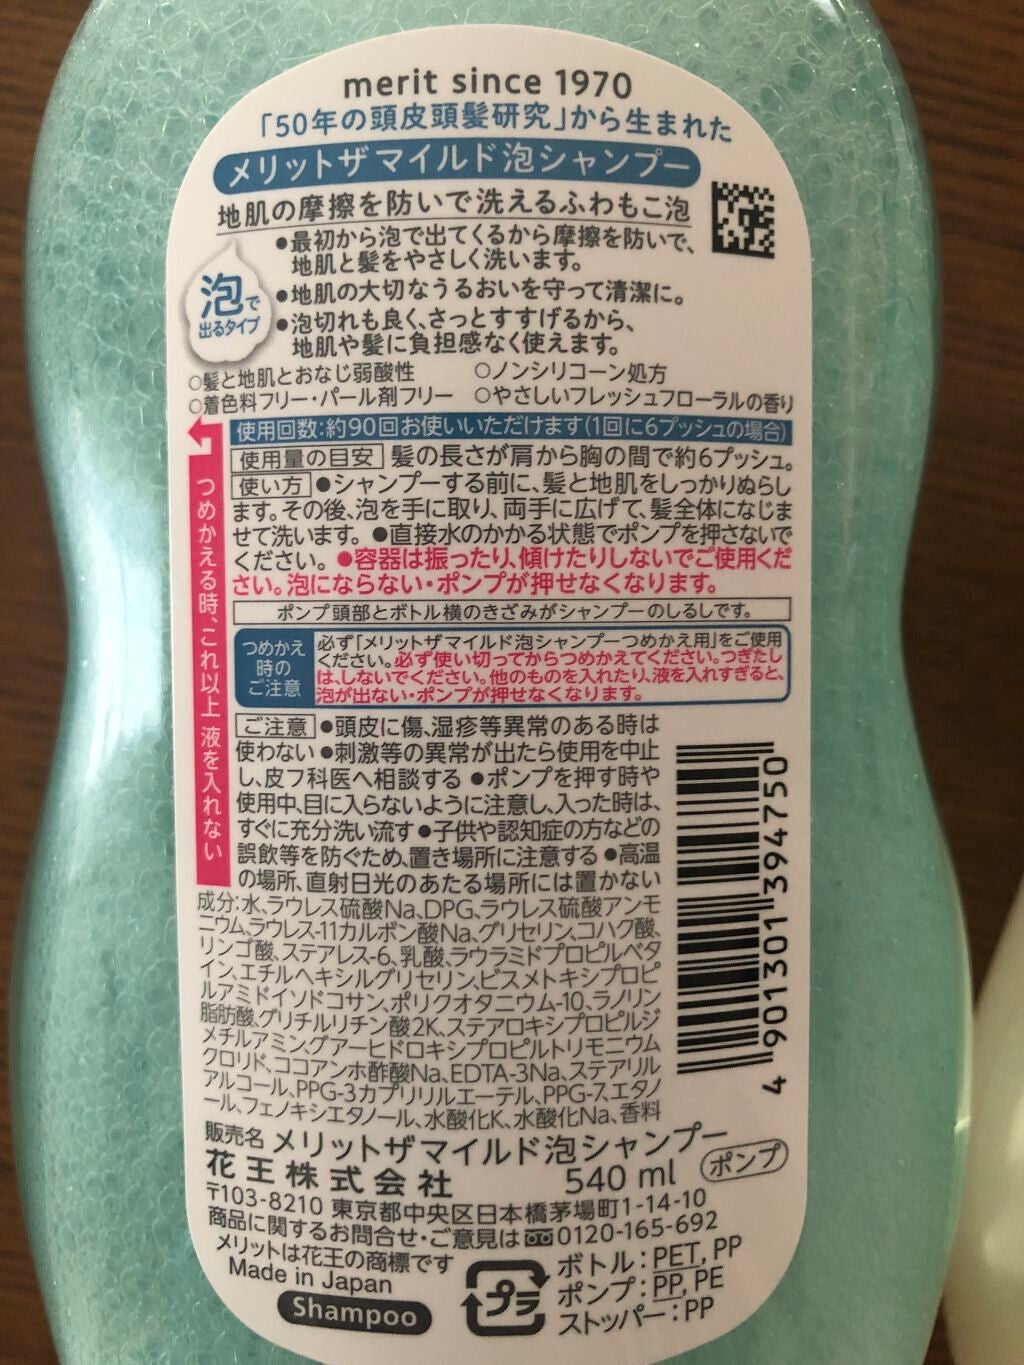 merit since 1970
「50年の頭皮頭髪研究」から生まれた
メリットザマイルド泡シャンプー
地肌の摩擦を防いで洗えるふわもこ泡
●最初から泡で出てくるから摩擦を防いで、
地肌と髪をやさしく洗います。
●地肌の大切なうるおいを守って清潔に。
●泡切れも良く、さっとすすげるから、
地肌や髪に負担感なく使えます。
泡で
出るタイプ
○髪と地肌とおなじ弱酸性 ○ノンシリコーン処方
○着色料フリー・パール剤フリー ○やさしいフレッシュフローラルの香り
使用回数:約90回お使いいただけます(1回に6プッシュの場合)
使用量の目安 髪の長さが肩から胸の間で約6プッシュ。
使い方 ●シャンプーする前に、髪と地肌をしっかりぬらし
ます。その後、泡を手に取り、両手に広げて、髪全体になじま
せて洗います。●直接水のかかる状態でポンプを押さないで
ください。●容器は振ったり、傾けたりしないでご使用くだ
さい。泡にならない・ポンプが押せなくなります。
ポンプ頭部とボトル横のきざみがシャンプーのしるしです。
つめかえ
時の
ご注意
必ず「メリットザマイルド泡シャンプーつめかえ用」をご使用
ください。必ず使い切ってからつめかえてください。つぎたし
は、しないでください。他のものを入れたり、液を入れすぎると、
泡が出ない・ポンプが押せなくなります。
つめかえる時、これ以上 液を入れない
ご注意 ●頭皮に傷、湿疹等異常のある時は
使わない ●刺激等の異常が出たら使用を中止
し、皮フ科医へ相談する ●ポンプを押す時や
使用中、目に入らないように注意し、入った時は、
すぐに充分洗い流す ●子供や認知症の方などの
誤飲等を防ぐため、置き場所に注意する ●高温
の場所、直射日光のあたる場所には置かない
成分:水、ラウレス硫酸Na、DPG、ラウレス硫酸アンモ
ニウム、ラウレス-11カルボン酸Na、グリセリン、コハク酸、
リンゴ酸、ステアレス-6、乳酸、ラウラミドプロピルベタ
イン、エチルヘキシルグリセリン、ビスメトキシプロピ
ルアミドイソドコサン、ポリクオタニウム-10、ラノリン
脂肪酸、グリチルリチン酸2K、ステアロキシプロピルジ
メチルアミン、グアーヒドロキシプロピルトリモニウム
クロリド、ココアンホ酢酸Na、EDTA-3Na、ステアリル
アルコール、PPG-3カプリリルエーテル、PPG-7、エタノ
ール、フェノキシエタノール、水酸化K、水酸化Na、香料
4 901301 394750
販売名 メリットザマイルド泡シャンプー
花王株式会社 540 ml ポンプ
〒103-8210 東京都中央区日本橋茅場町1-14-10
商品に関するお問合せ・ご意見は 0120-165-692
メリットは花王の商標です
Made in Japan
Shampoo
プラ
ボトル:PET, PP
ポンプ:PP, PE
ストッパー:PP